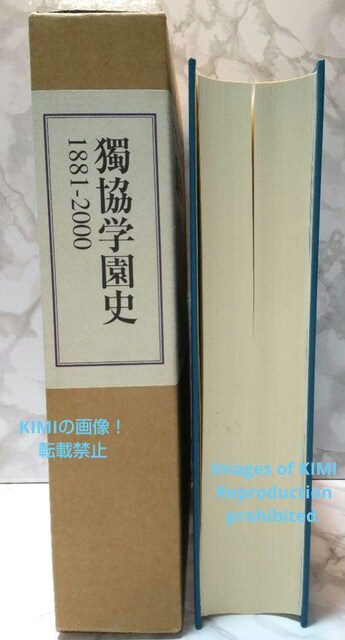 獨協学園史
1881-2000
KIMIの画像！
転載禁止
Images of KIMI
Reproduction
prohibited.